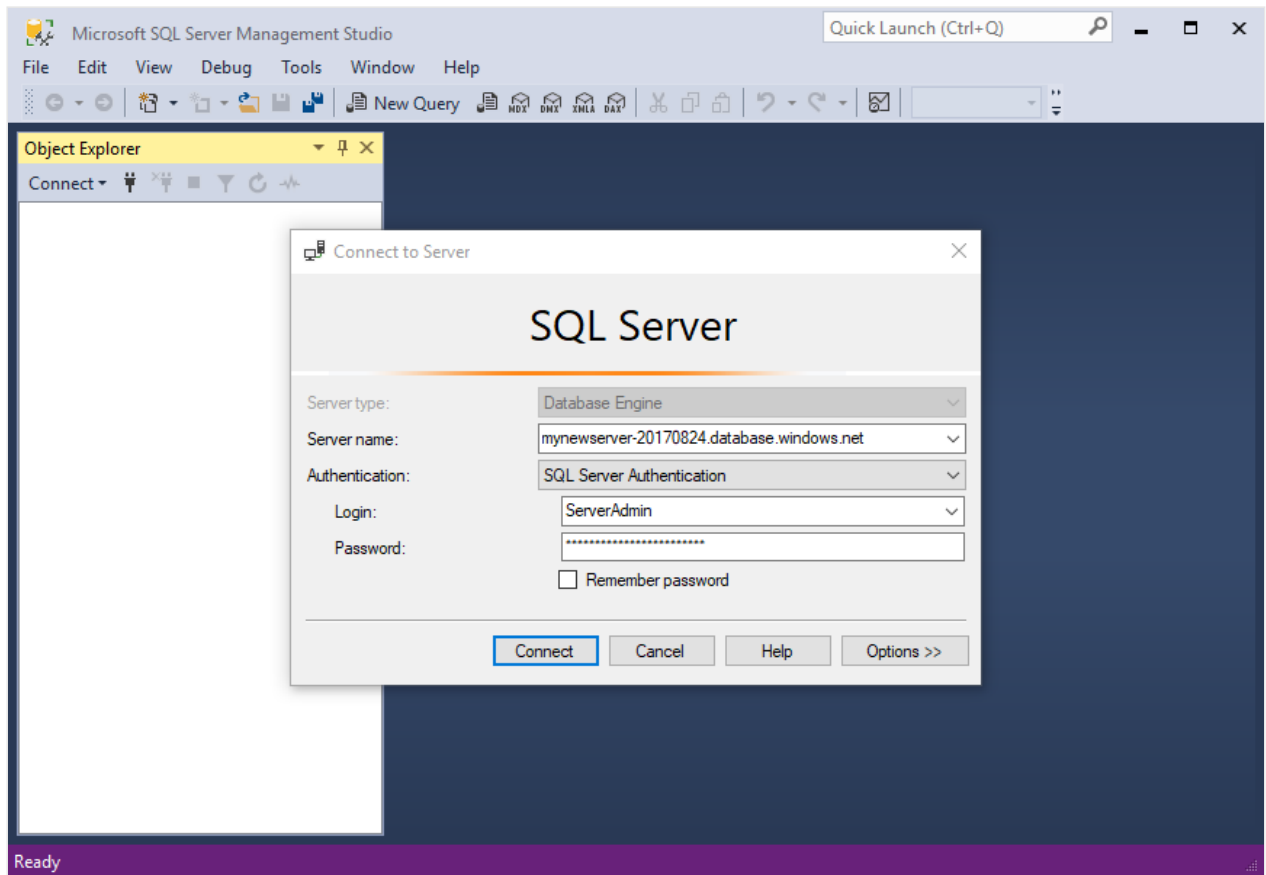 Microsoft SQL Server Management Studio
Quick Launch (Ctrl+Q)
File Edit View Debug Tools Window Help
New Query MDX DMX XMLA DAX
Object Explorer
Connect
Connect to Server
SQL Server
Server type: Database Engine
Server name: mynewserver-20170824.database.windows.net
Authentication: SQL Server Authentication
Login: ServerAdmin
Password: ************************
Remember password
Connect Cancel Help Options >>
Ready